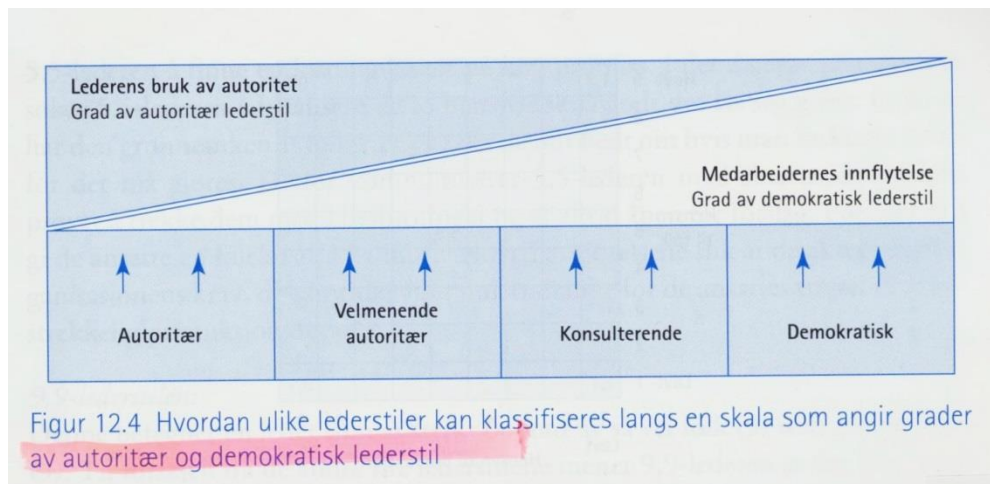 Lederens bruk av autoritet
Grad av autoritær lederstil
Medarbeidernes innflytelse
Grad av demokratisk lederstil
Autoritær
Velmenende
autoritær
Konsulterende
Demokratisk
Figur 12.4 Hvordan ulike lederstiler kan klassifiseres langs en skala som angir grader
av autoritær og demokratisk lederstil